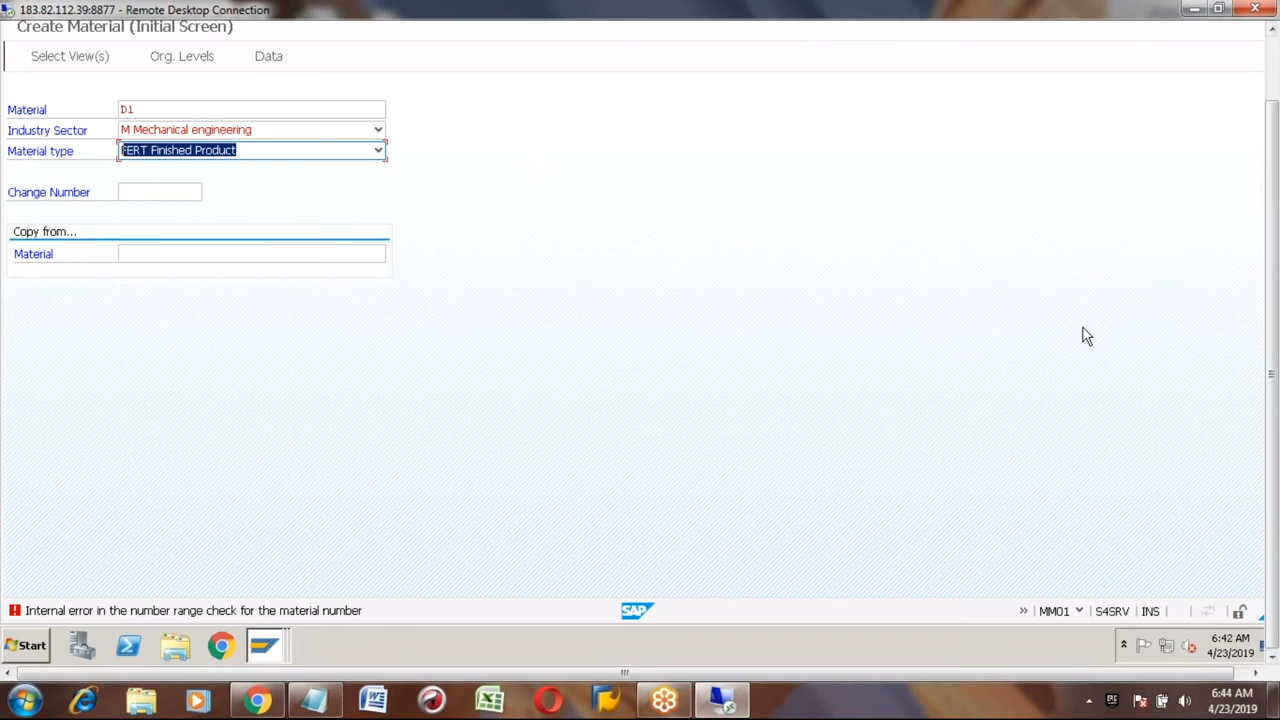 183.82.112.39:8877 - Remote Desktop Connection
Create Material (Initial Screen)
Select View(s) Org. Levels Data
Material D1
Industry Sector M Mechanical engineering
Material type FERT Finished Product
Change Number
Copy from...
Material
Internal error in the number range check for the material number SAP » MM01 S4SRV INS
Start 6:42 AM
4/23/2019
6:44 AM
4/23/2019